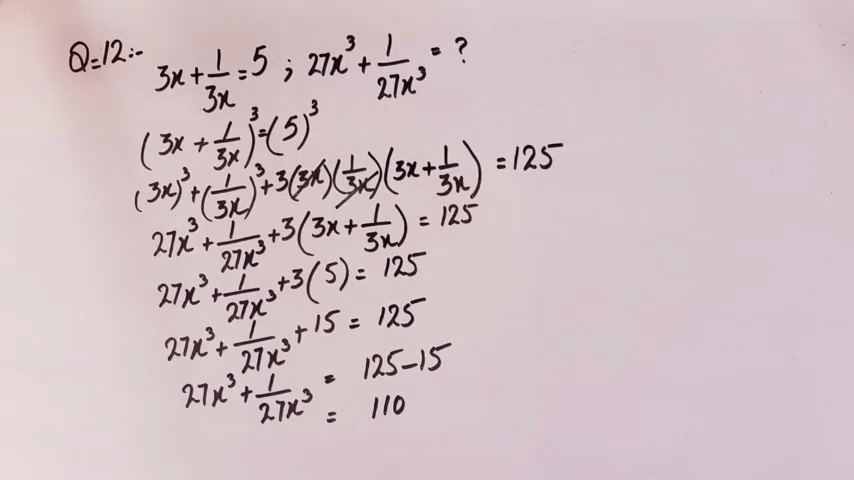 Q=12:- 3x + 1/3x = 5 ; 27x³ + 1/27x³ = ?
(3x + 1/3x)³ = (5)³
(3x)³ + (1/3x)³ + 3(3x)(1/3x)(3x + 1/3x) = 125
27x³ + 1/27x³ + 3(3x + 1/3x) = 125
27x³ + 1/27x³ + 3(5) = 125
27x³ + 1/27x³ + 15 = 125
27x³ + 1/27x³ = 125-15
= 110